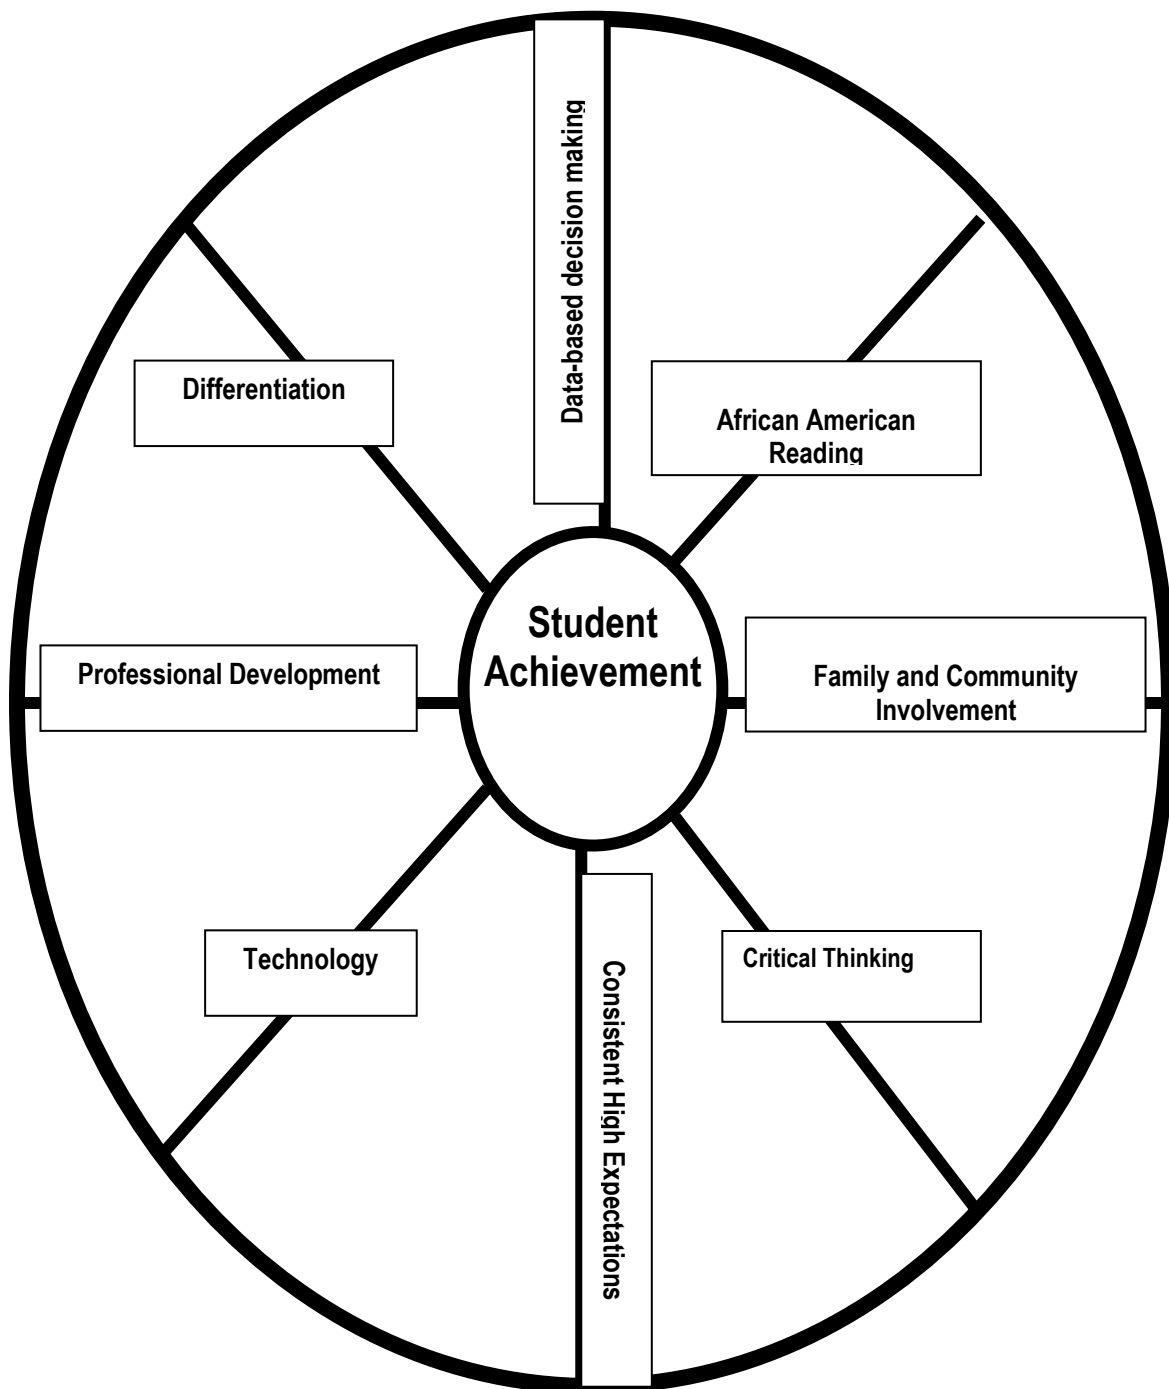 Data-based decision making
Differentiation
African American
Reading
Student
Achievement
Professional Development
Family and Community
Involvement
Technology
Critical Thinking
Consistent High Expectations